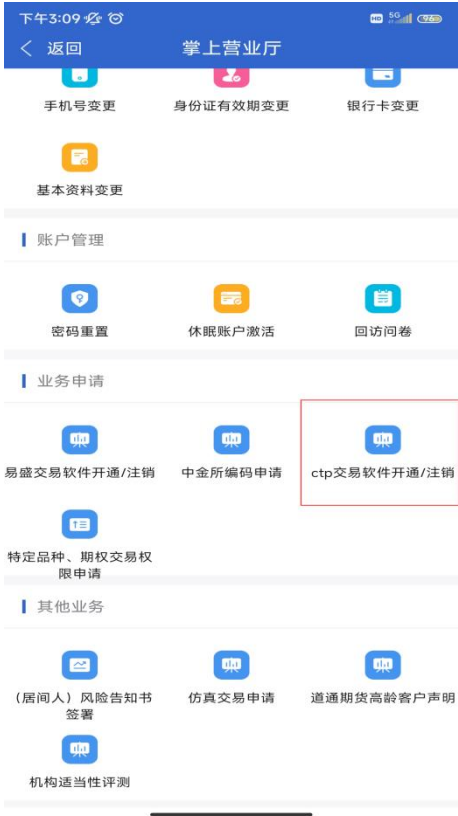 下午3:09
HD 5G 96
返回
掌上营业厅
手机号变更
身份证有效期变更
银行卡变更
基本资料变更
账户管理
密码重置
休眠账户激活
回访问卷
业务申请
易盛交易软件开通/注销
中金所编码申请
ctp交易软件开通/注销
特定品种、期权交易权
限申请
其他业务
(居间人)风险告知书
签署
仿真交易申请
道通期货高龄客户声明
机构适当性评测